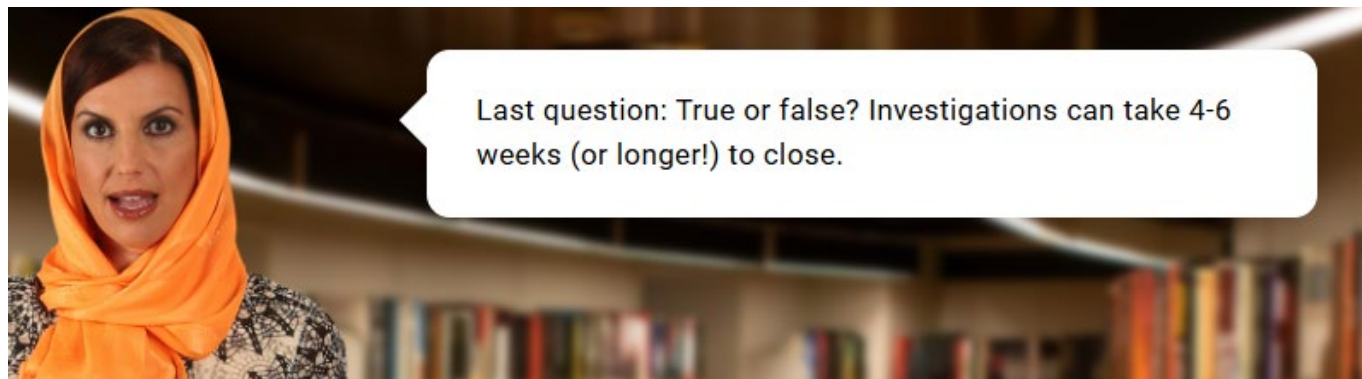 Last question: True or false? Investigations can take 4-6
weeks (or longer!) to close.